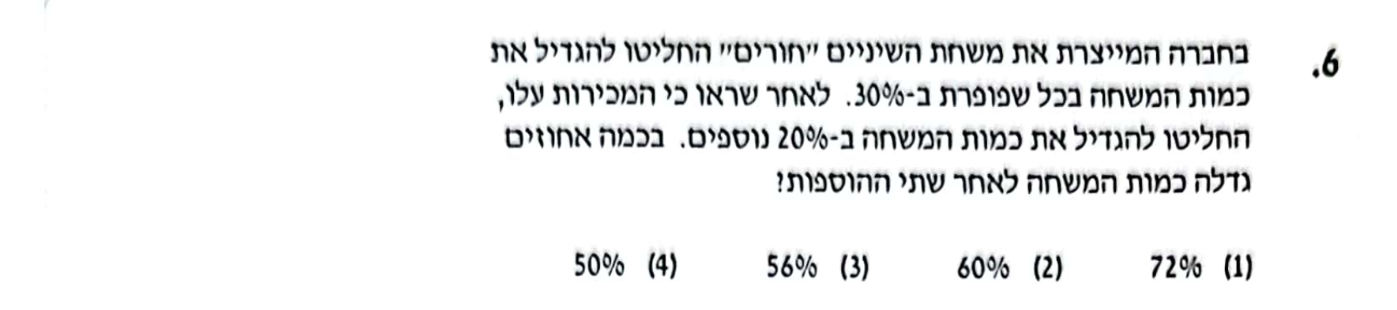 6. בחברה המייצרת את משחת השיניים "חורים" החליטו להגדיל את
כמות המשחה בכל שפופרת ב-30%. לאחר שראו כי המכירות עלו,
החליטו להגדיל את כמות המשחה ב-20% נוספים. בכמה אחוזים
גדלה כמות המשחה לאחר שתי ההוספות?
(1) 72% (2) 60% (3) 56% (4) 50%